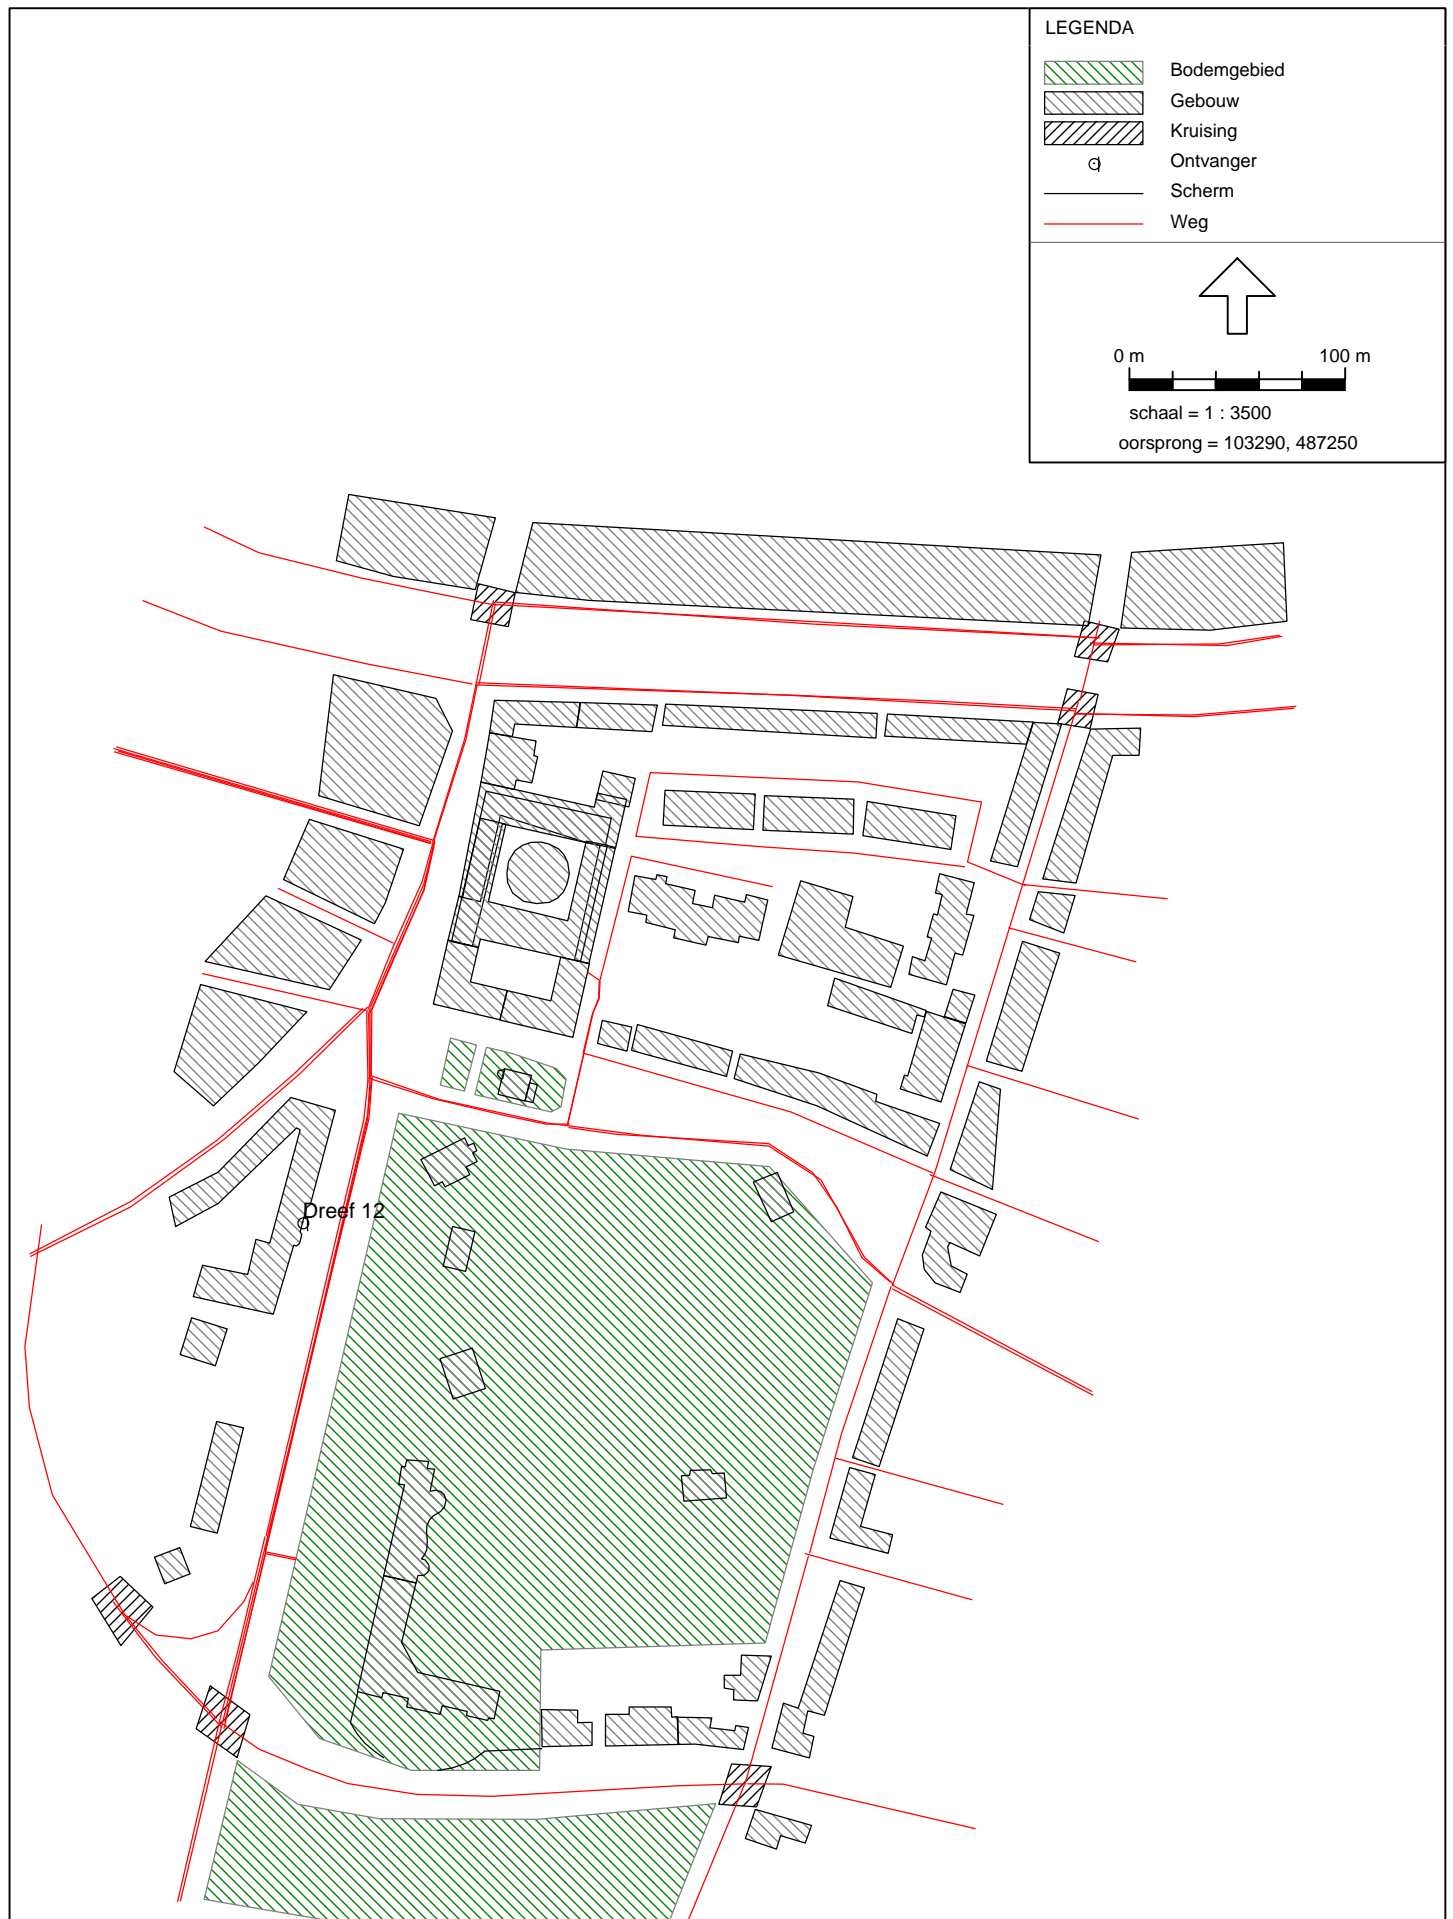 LEGENDA
Bodemgebied
Gebouw
Kruising
Ontvanger
Scherm
Weg
0 m 100 m
schaal = 1 : 3500
oorsprong = 103290, 487250
Dreef 12